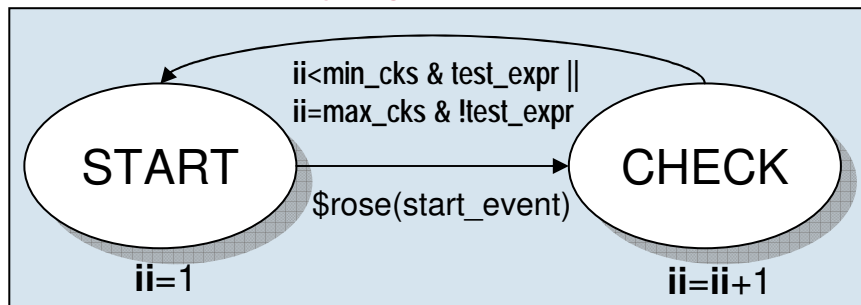 ii<min_cks & test_expr ||
ii=max_cks & !test_expr
START
CHECK
$rose(start_event)
ii=1
ii=ii+1